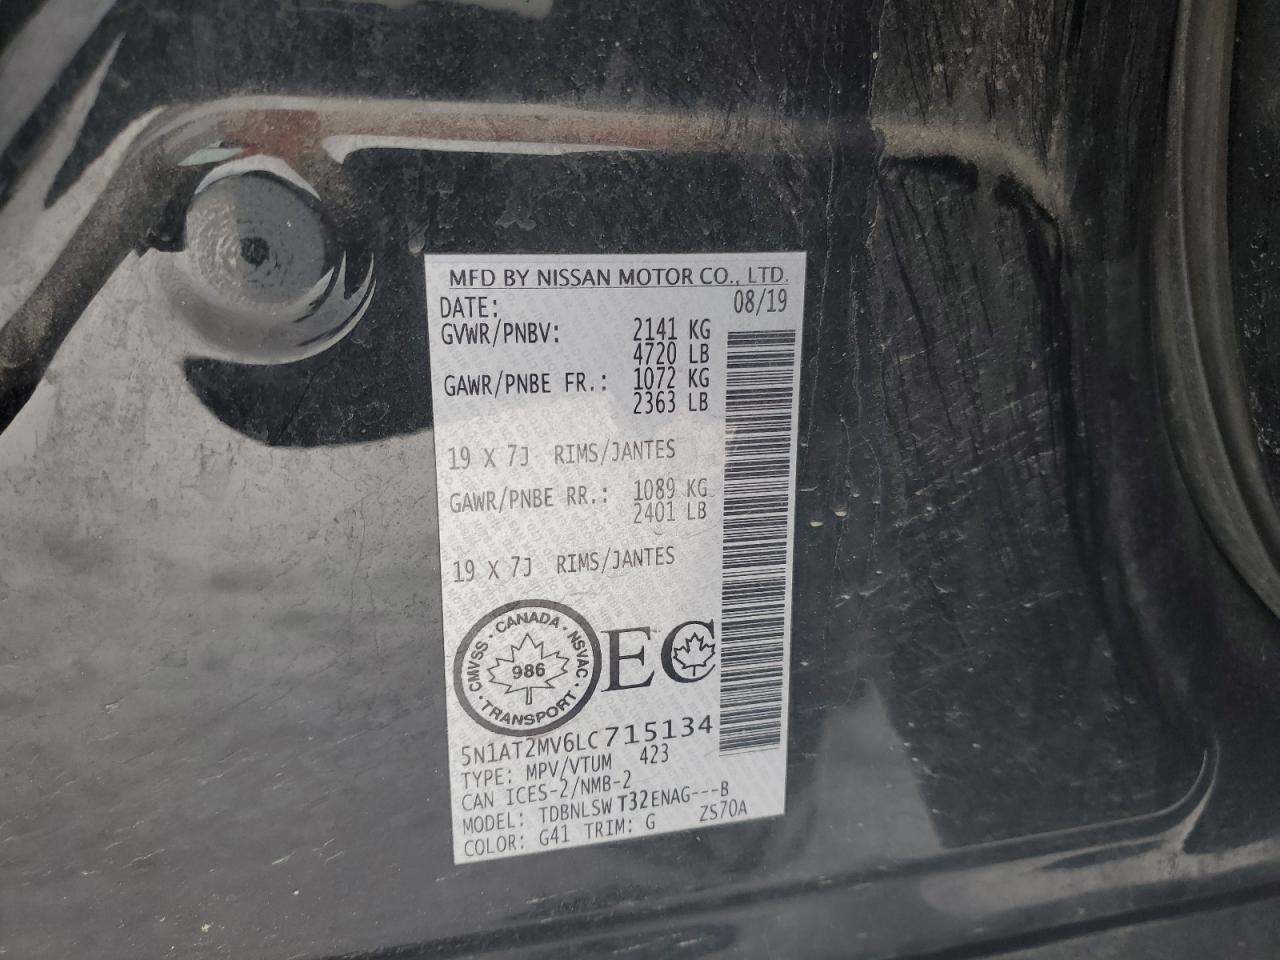 MFD BY NISSAN MOTOR CO., LTD.
DATE: 08/19
GVWR/PNBV: 2141 KG
4720 LB
GAWR/PNBE FR.: 1072 KG
2363 LB
19 X 7J RIMS/JANTES
GAWR/PNBE RR.: 1089 KG
2401 LB
19 X 7J RIMS/JANTES
CMVSS · CANADA · NSVAC · TRANSPORT ·
986
EC
5N1AT2MV6LC715134
TYPE: MPV/VTUM 423
CAN ICES-2/NMB-2
MODEL: TDBNLSW T32ENAG---B
COLOR: G41 TRIM: G ZS70A